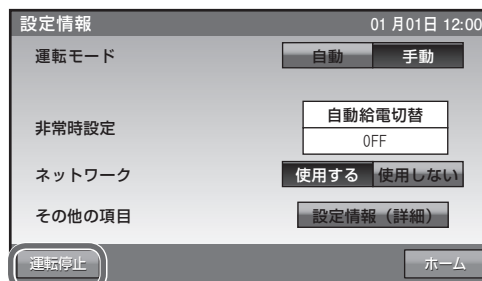 設定情報 01月01日 12:00
運転モード 自動 手動
自動給電切替
非常時設定
OFF
ネットワーク 使用する 使用しない
その他の項目 設定情報（詳細）
運転停止 ホーム